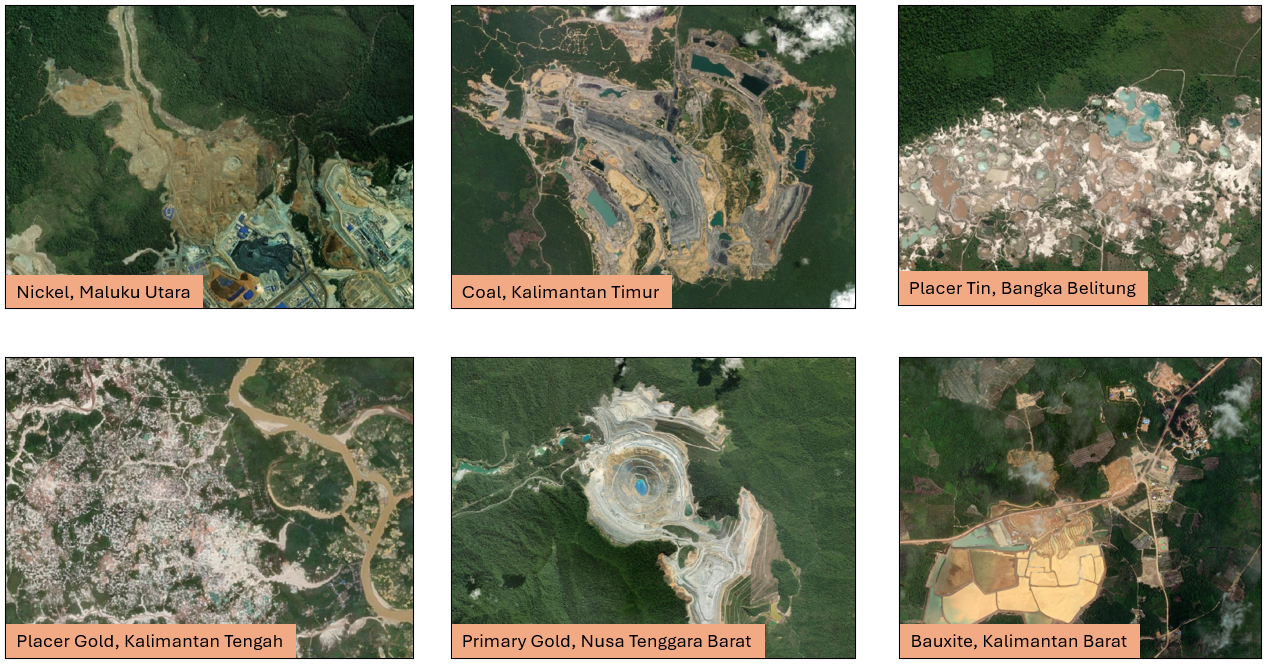 Nickel, Maluku Utara
Coal, Kalimantan Timur
Placer Tin, Bangka Belitung
Placer Gold, Kalimantan Tengah
Primary Gold, Nusa Tenggara Barat
Bauxite, Kalimantan Barat